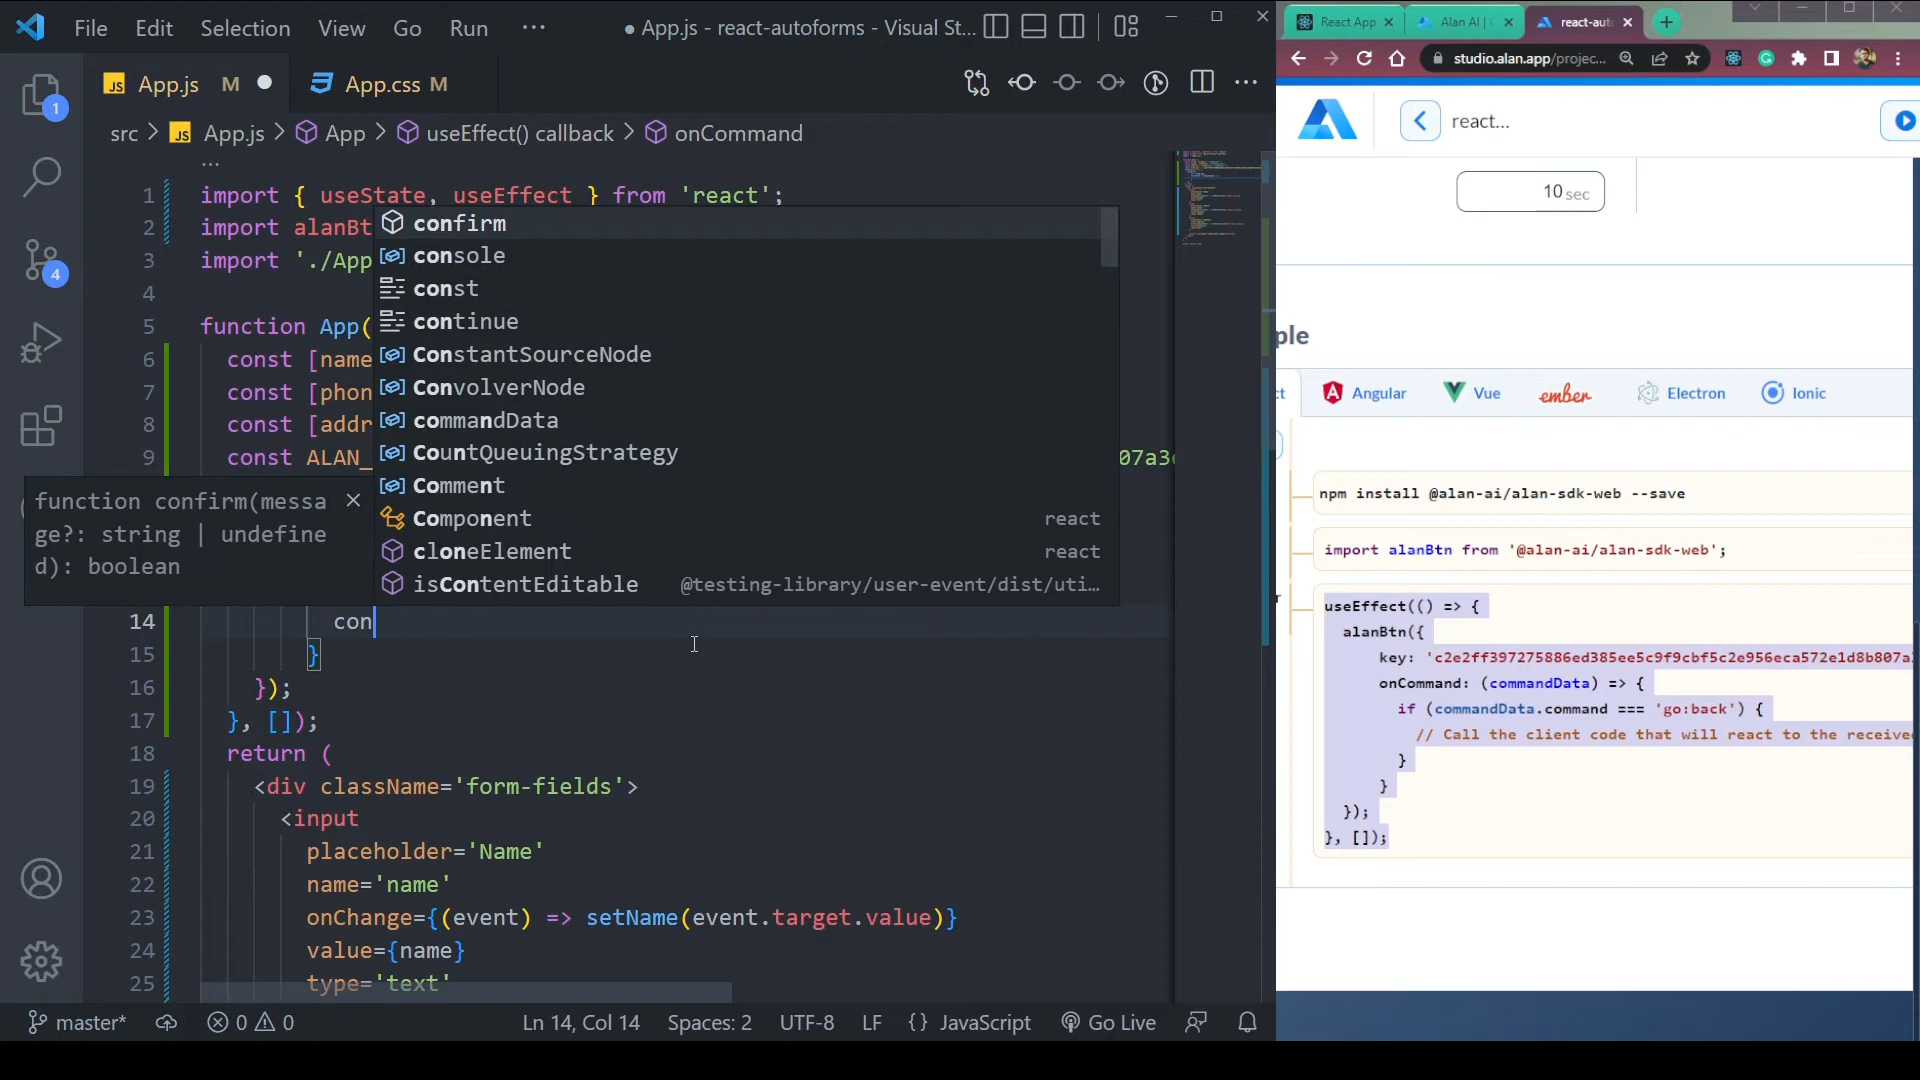 File Edit Selection View Go Run ···
● App.js - react-autoforms - Visual St...
JS App.js M ●
App.css M
src > JS App.js > App > useEffect() callback > onCommand
...
1 import { useState, useEffect } from 'react';
2 import alanBt
3 import './App
4
5 function App(
6 const [name
7 const [phon
8 const [addr
9 const ALAN_ 07a3
confirm
console
const
continue
ConstantSourceNode
ConvolverNode
commandData
CountQueuingStrategy
Comment
Component react
cloneElement react
isContentEditable @testing-library/user-event/dist/uti...
function confirm(messa
ge?: string | undefine
d): boolean
14 con
15 }
16 });
17 }, []);
18 return (
19 <div className='form-fields'>
20 <input
21 placeholder='Name'
22 name='name'
23 onChange={(event) => setName(event.target.value)}
24 value={name}
25 type='text'
1
4
master* 0 0 Ln 14, Col 14 Spaces: 2 UTF-8 LF {} JavaScript Go Live
React App Alan AI | react-aut
studio.alan.app/projec...
react...
10 sec
ple
ct Angular Vue ember Electron Ionic
npm install @alan-ai/alan-sdk-web --save
import alanBtn from '@alan-ai/alan-sdk-web';
r
useEffect(() => {
alanBtn({
key: 'c2e2ff397275886ed385ee5c9f9cbf5c2e956eca572e1d8b807a
onCommand: (commandData) => {
if (commandData.command === 'go:back') {
// Call the client code that will react to the receive
}
}
});
}, []);